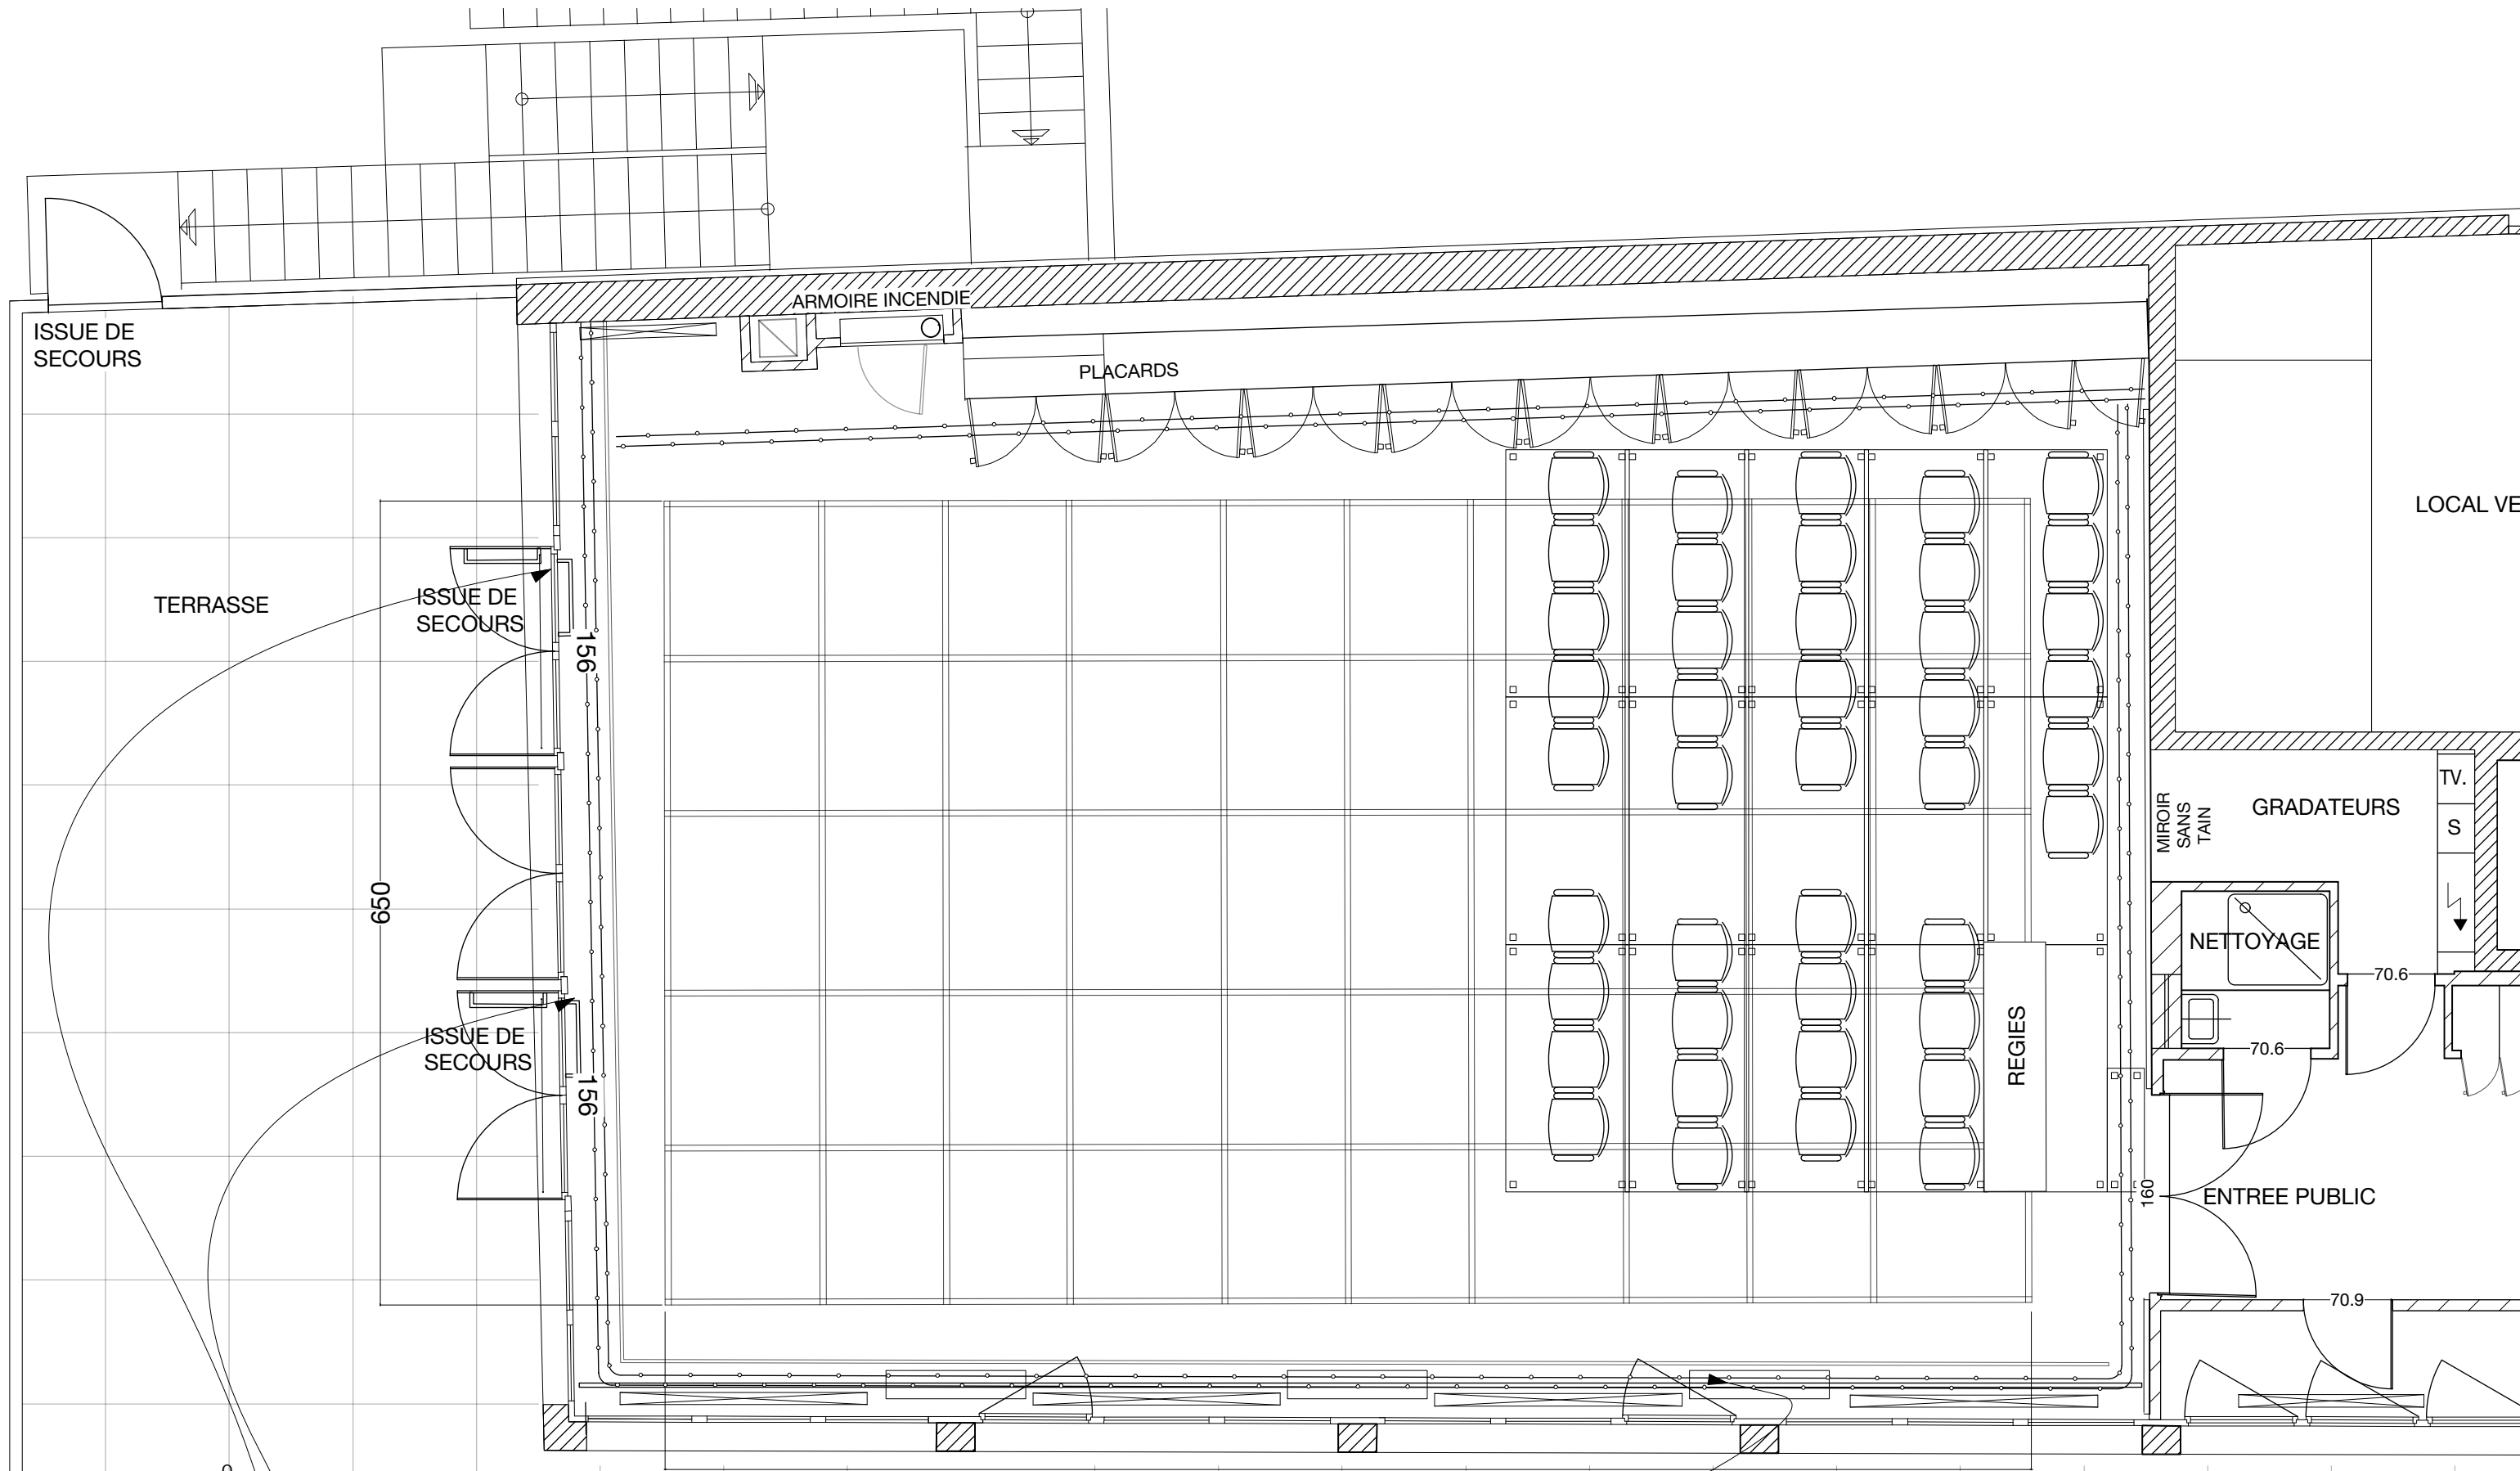 ARMOIRE INCENDIE
ISSUE DE
SECOURS
PLACARDS
LOCAL VE
TERRASSE
ISSUE DE
SECOURS
156
650
TV.
S
GRADATEURS
MIROIR
SANS
TAIN
NETTOYAGE
70.6
70.6
ISSUE DE
SECOURS
156
REGIES
160
ENTREE PUBLIC
70.9